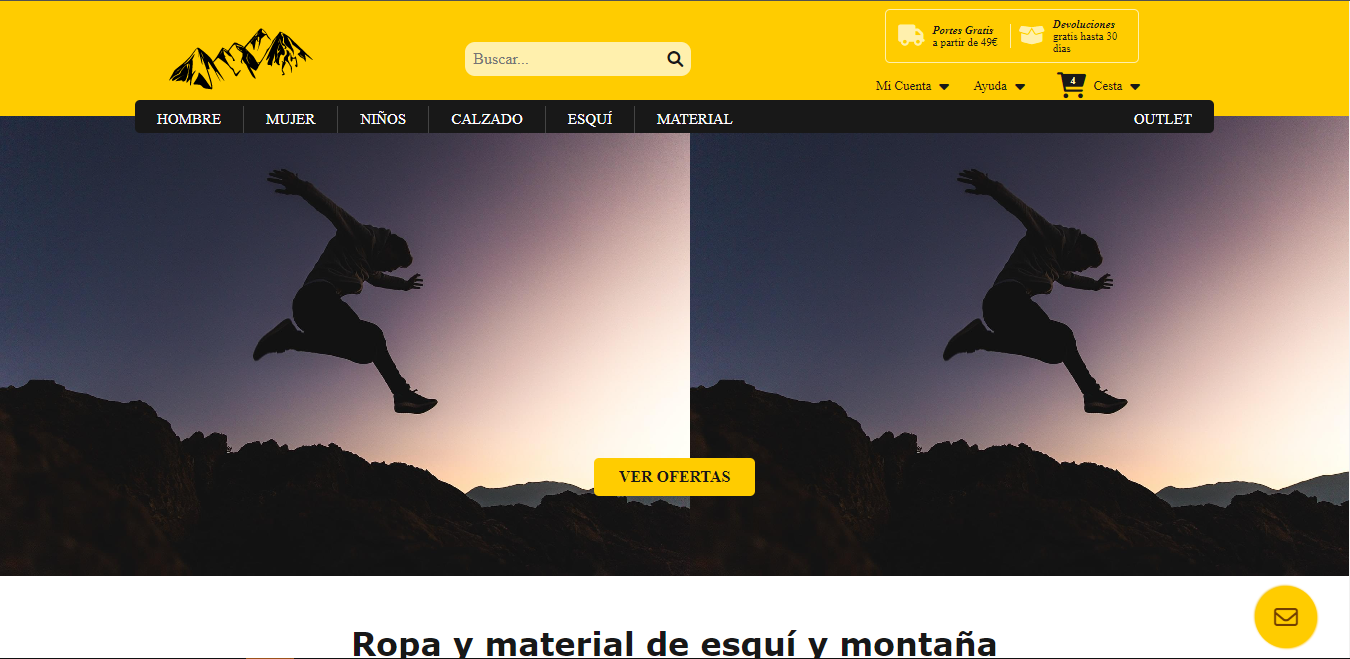 Buscar...
Portes Gratis
a partir de 49€
Devoluciones
gratis hasta 30
días
Mi Cuenta
Ayuda
4
Cesta
HOMBRE
MUJER
NIÑOS
CALZADO
ESQUÍ
MATERIAL
OUTLET
VER OFERTAS
Ropa y material de esquí y montaña